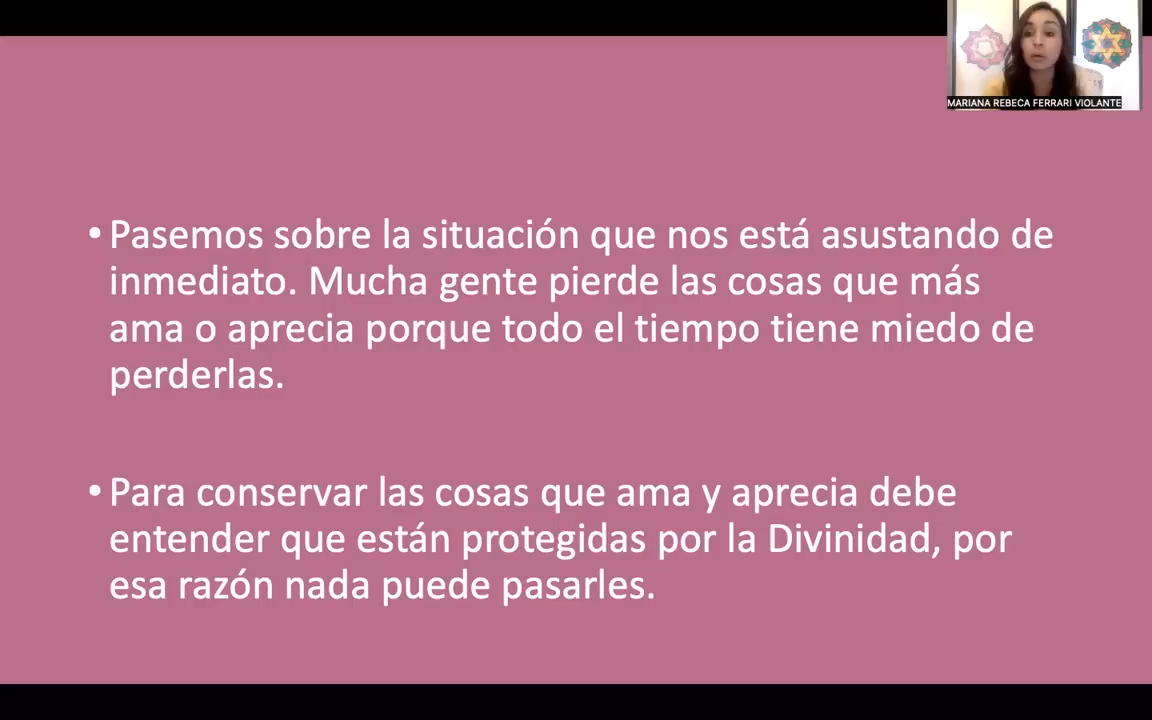 MARIANA REBECA FERRARI VIOLANTE
• Pasemos sobre la situación que nos está asustando de
inmediato. Mucha gente pierde las cosas que más
ama o aprecia porque todo el tiempo tiene miedo de
perderlas.
• Para conservar las cosas que ama y aprecia debe
entender que están protegidas por la Divinidad, por
esa razón nada puede pasarles.